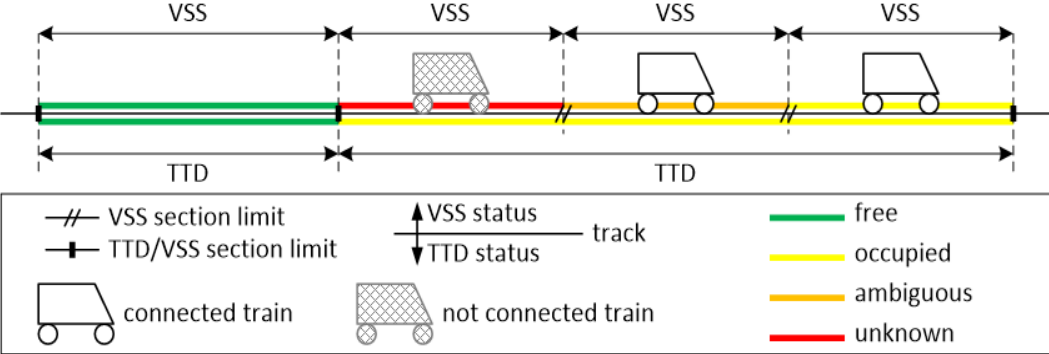 VSS VSS VSS VSS
TTD TTD
VSS section limit
TTD/VSS section limit
VSS status
TTD status
track
free
occupied
ambiguous
unknown
connected train
not connected train